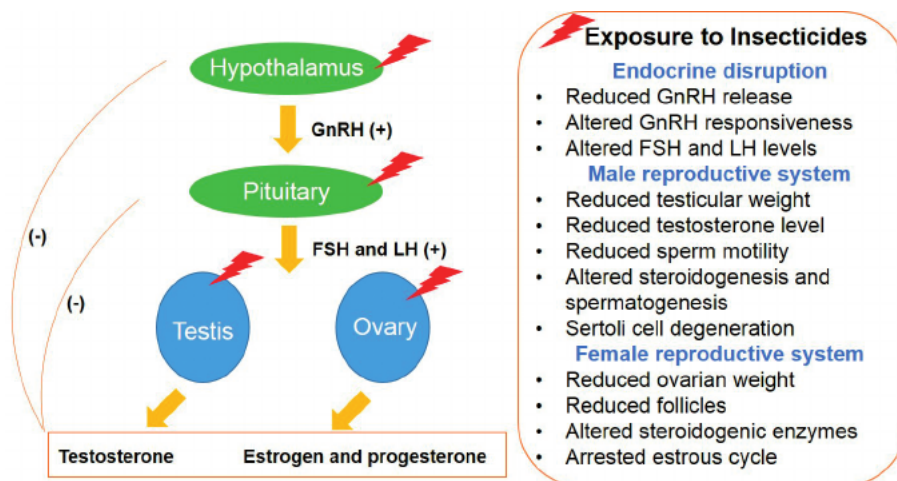 Hypothalamus
GnRH (+)
Pituitary
(-)
FSH and LH (+)
(-)
Testis
Ovary
Testosterone
Estrogen and progesterone
Exposure to Insecticides
Endocrine disruption
• Reduced GnRH release
• Altered GnRH responsiveness
• Altered FSH and LH levels
Male reproductive system
• Reduced testicular weight
• Reduced testosterone level
• Reduced sperm motility
• Altered steroidogenesis and
spermatogenesis
• Sertoli cell degeneration
Female reproductive system
• Reduced ovarian weight
• Reduced follicles
• Altered steroidogenic enzymes
• Arrested estrous cycle